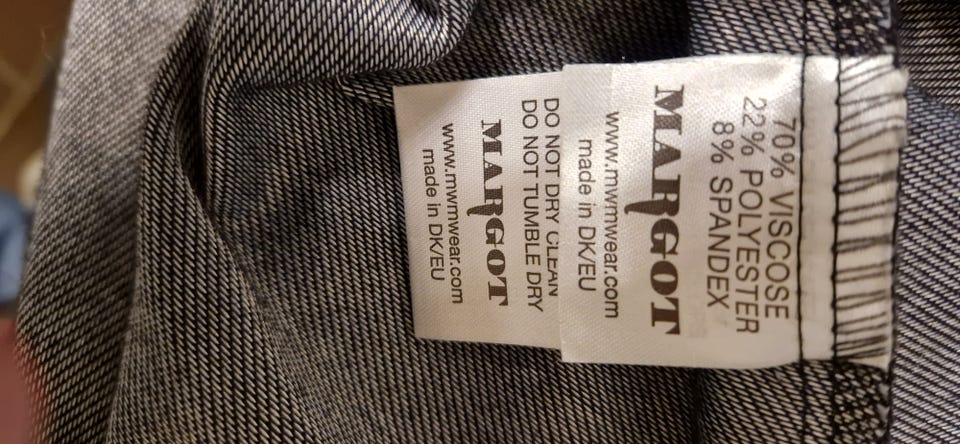 70% VISCOSE
22% POLYESTER
8% SPANDEX
MARGOT
www.mwmwear.com
made in DK/EU
DO NOT DRY CLEAN
DO NOT TUMBLE DRY
MARGOT
www.mwmwear.com
made in DK/EU